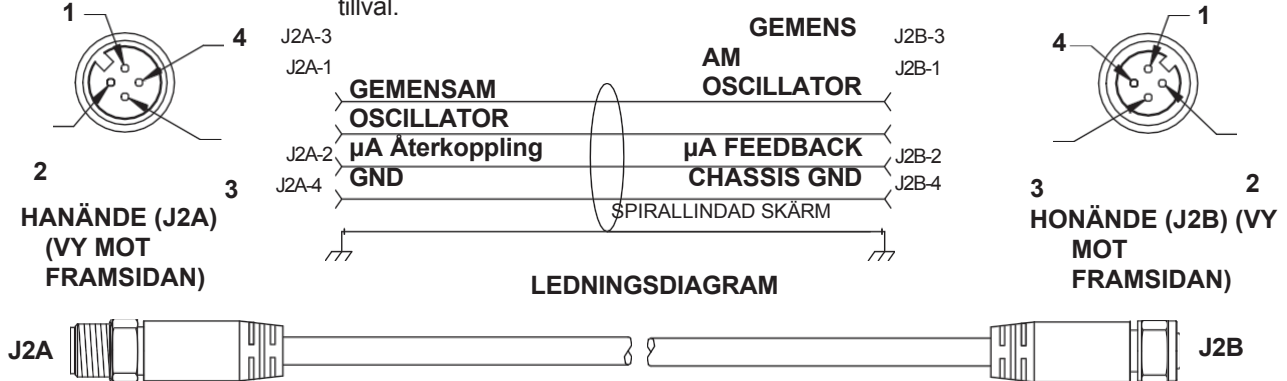 tillval.
1
4
J2A-3
J2A-1
GEMENSAM
OSCILLATOR
J2A-2
µA Återkoppling
J2A-4
GND
GEMENS
AM
OSCILLATOR
J2B-3
J2B-1
µA FEEDBACK
J2B-2
CHASSIS GND
J2B-4
SPIRALLINDAD SKÄRM
1
4
2
3
HANÄNDE (J2A)
(VY MOT
FRAMSIDAN)
3
2
HONÄNDE (J2B) (VY
MOT
FRAMSIDAN)
LEDNINGSDIAGRAM
J2A
J2B